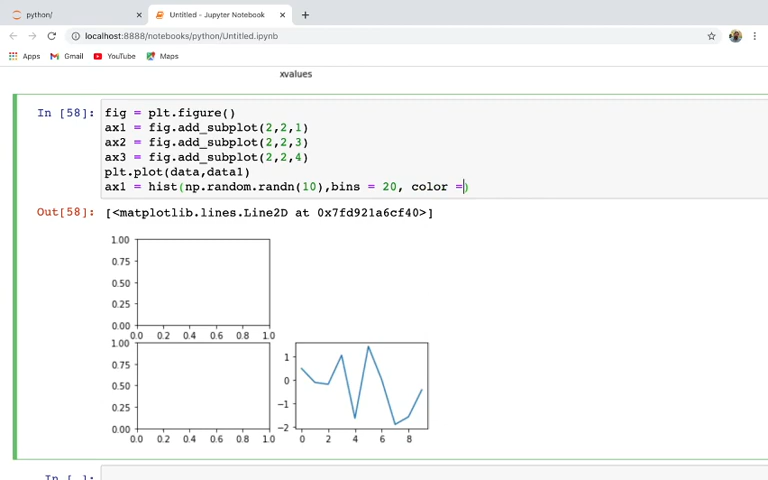 python/
Untitled - Jupyter Notebook
localhost:8888/notebooks/python/Untitled.ipynb
Apps Gmail YouTube Maps
xvalues
In [58]: fig = plt.figure()
ax1 = fig.add_subplot(2,2,1)
ax2 = fig.add_subplot(2,2,3)
ax3 = fig.add_subplot(2,2,4)
plt.plot(data,data1)
ax1 = hist(np.random.randn(10),bins = 20, color =)
Out[58]: [<matplotlib.lines.Line2D at 0x7fd921a6cf40>]
1.00
0.75
0.50
0.25
0.00
0.0 0.2 0.4 0.6 0.8 1.0
1.00
0.75
0.50
0.25
0.00
0.0 0.2 0.4 0.6 0.8 1.0
1
0
−1
−2
0 2 4 6 8
In [ ]: